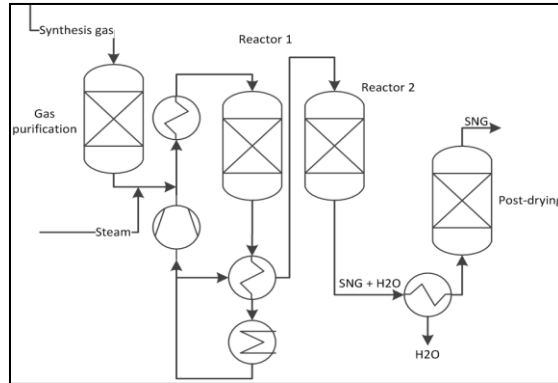 Synthesis gas
Reactor 1
Reactor 2
Gas
purification
SNG
Post-drying
Steam
SNG + H2O
H2O